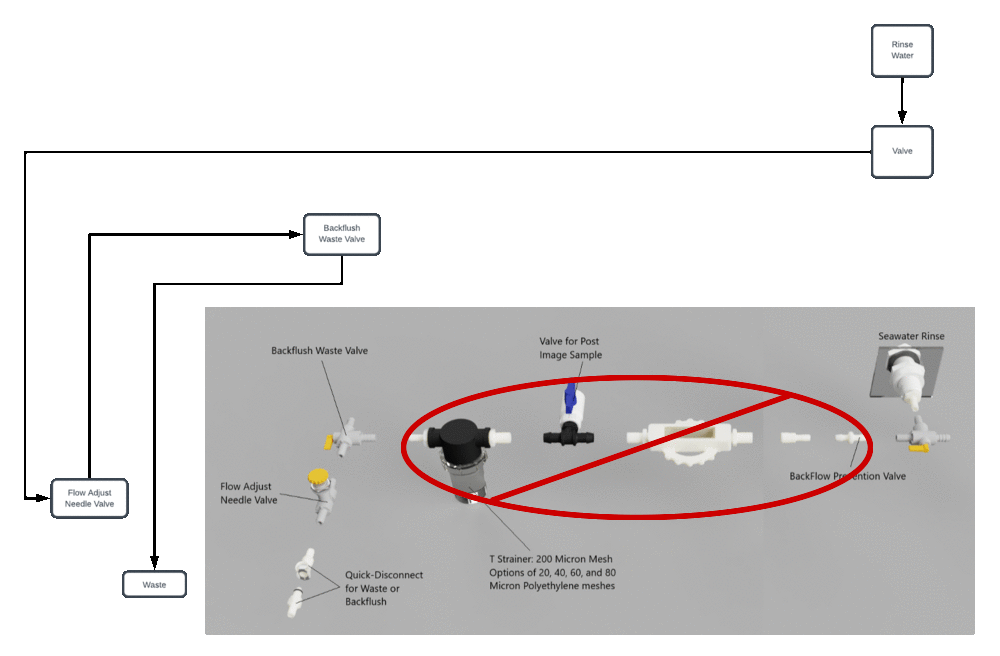 Rinse
Water
Valve
Backflush
Waste Valve
Flow Adjust
Needle Valve
Waste
Backflush Waste Valve
Valve for Post
Image Sample
Seawater Rinse
BackFlow Prevention Valve
Flow Adjust
Needle Valve
T Strainer: 200 Micron Mesh
Options of 20, 40, 60, and 80
Micron Polyethylene meshes
Quick-Disconnect
for Waste or
Backflush